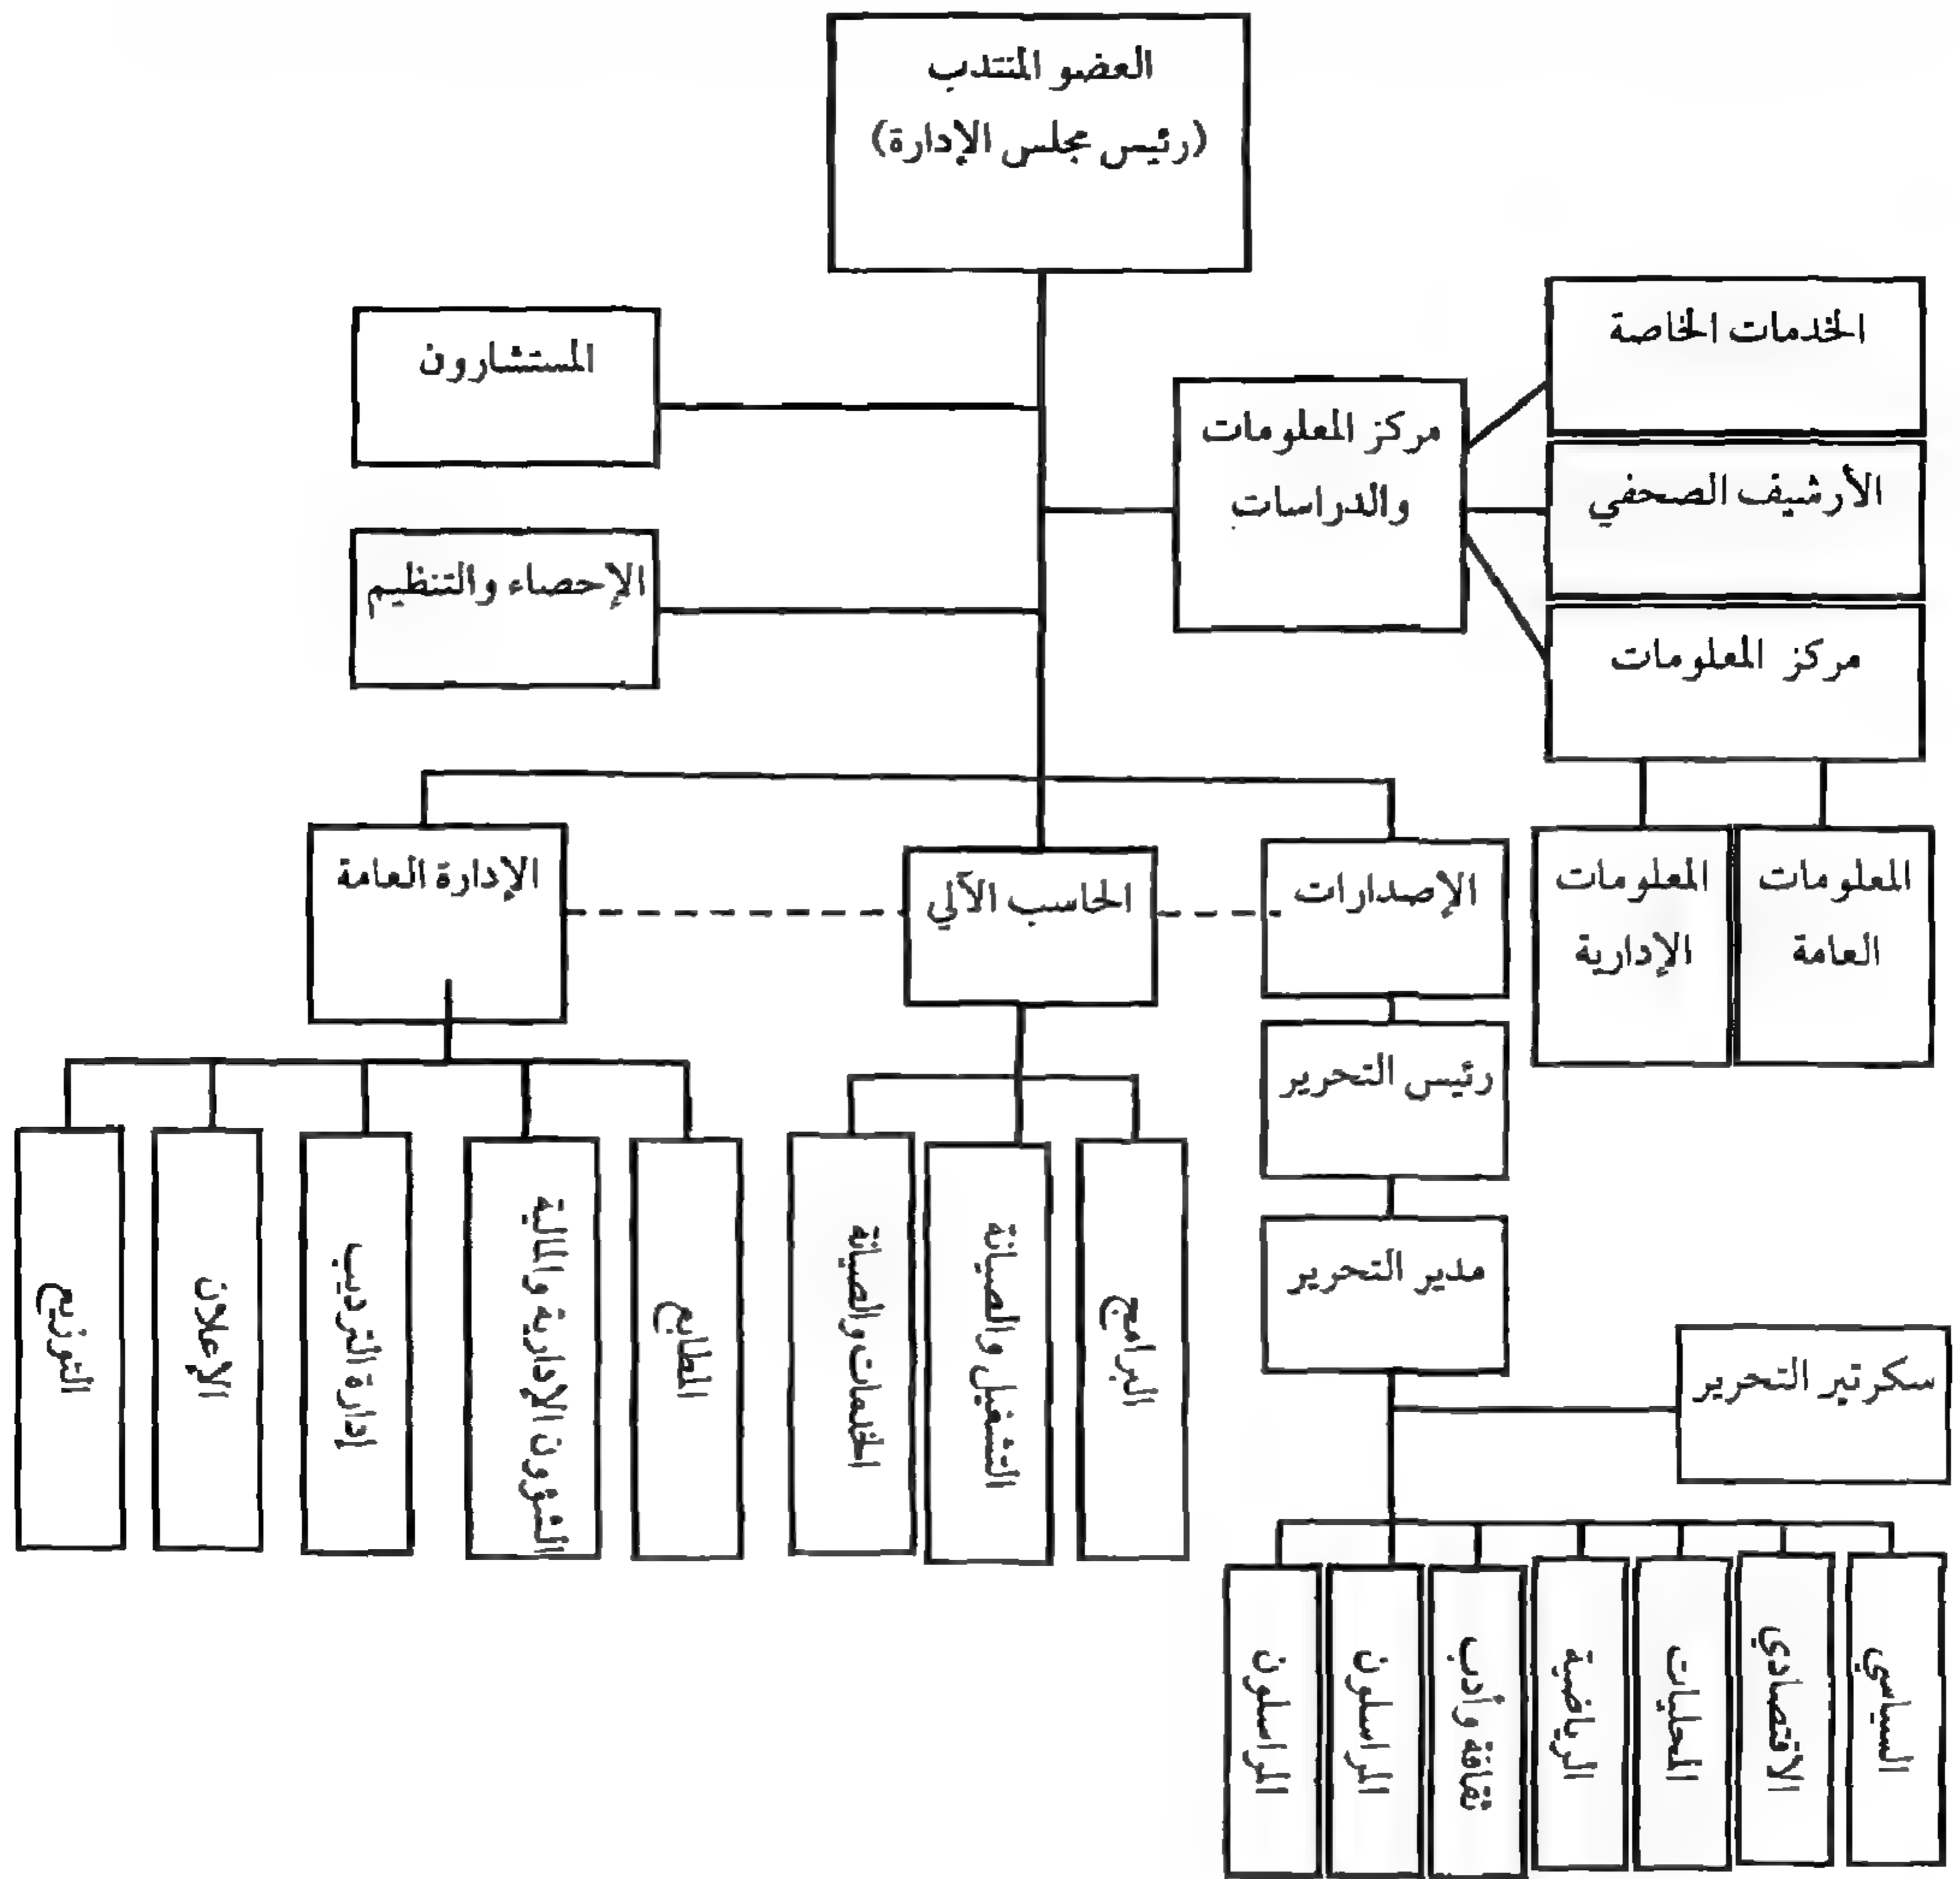 العضو المنتدب
(رئيس مجلس الإدارة)
الخدمات الخاصة
المستشارون
مركز المعلومات
والدراسات
الأرشيف الصحفي
الإحصاء والتنظيم
مركز المعلومات
الإصدارات
الحاسب الآلي
الإدارة العامة
المعلومات
العامة
المعلومات
الإدارية
رئيس التحرير
مدير التحرير
سكرتير التحرير
البرامج
التشغيل والصيانة
الخدمات والصيانة
المطابع
الشؤون الإدارية والمالية
إدارة التدريب
الإعلان
التوزيع
السياسي
الاقتصادي
المحليات
الرياضية
ثقافة وأدب
المراسلون
المراسلون